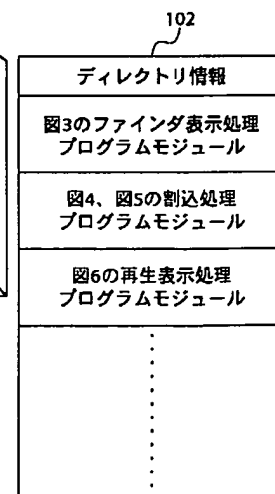 102
ディレクトリ情報
図3のファインダ表示処理
プログラムモジュール
図4、図5の割込処理
プログラムモジュール
図6の再生表示処理
プログラムモジュール